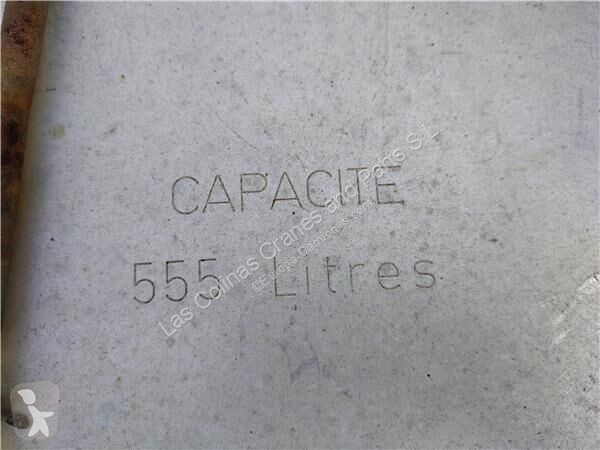 CAPACITE
555 Litres
Las Colinas Cranes and Parts S.L.